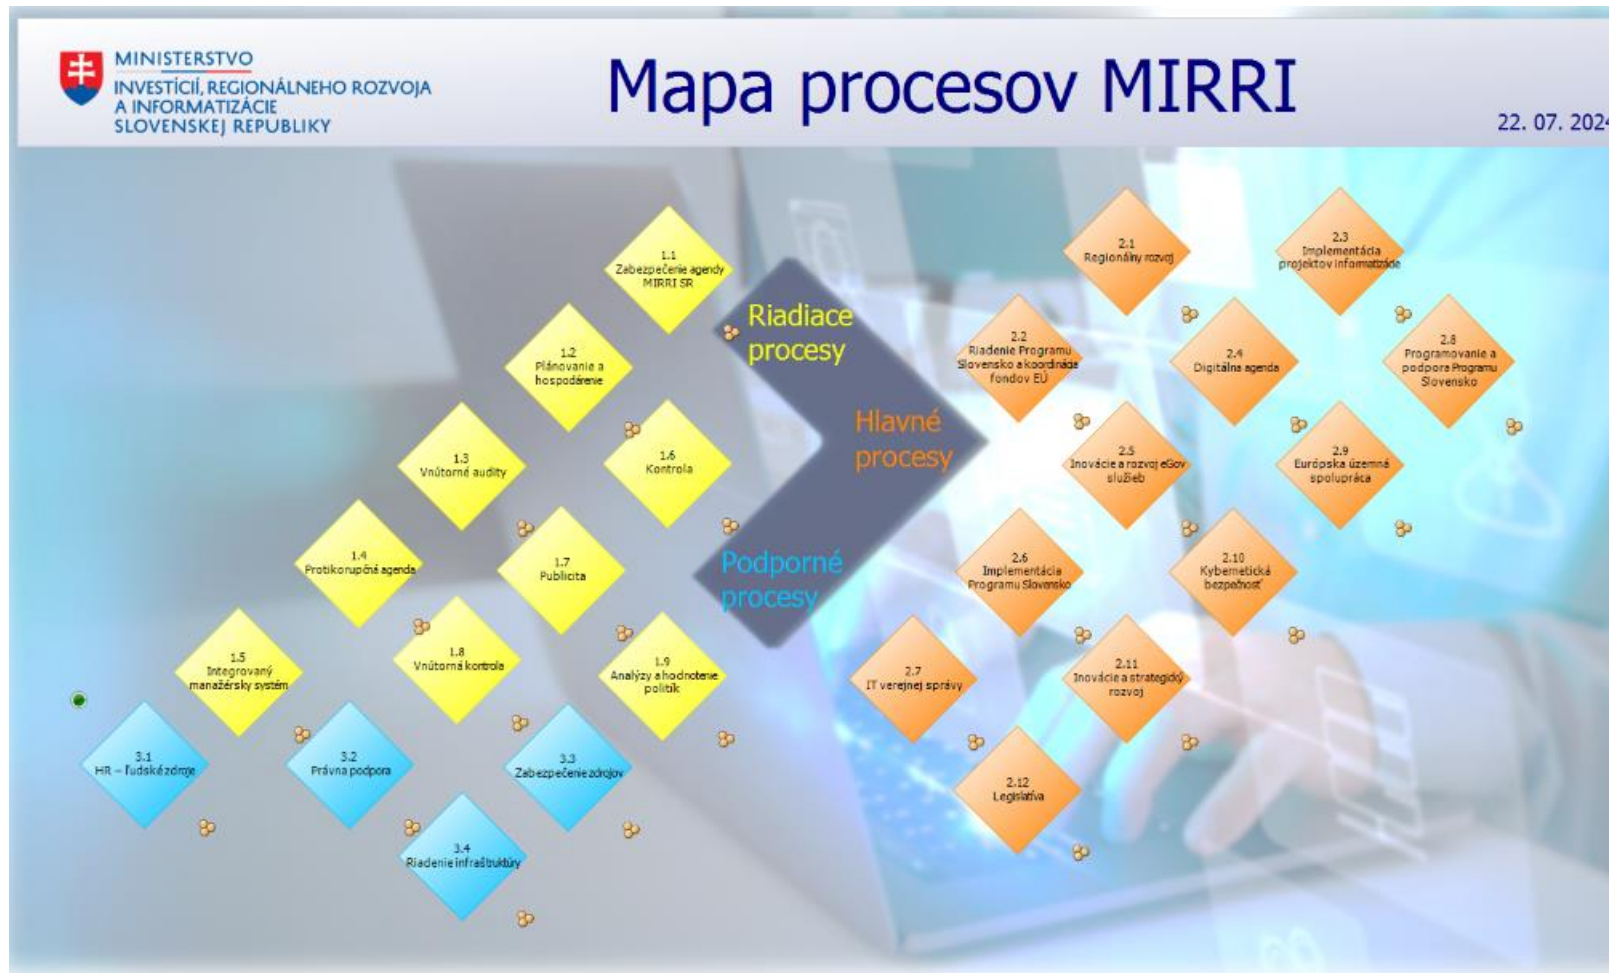 MINISTERSTVO
INVESTÍCIÍ, REGIONÁLNEHO ROZVOJA
A INFORMATIZÁCIE
SLOVENSKEJ REPUBLIKY
Mapa procesov MIRRI
22. 07. 2024
1.1
Zabezpečenie agendy
MIRRI SR
1.2
Plánovanie a
hospodárenie
1.3
Vnútorné audity
1.6
Kontrola
1.4
Protikorupčná agenda
1.7
Publicita
1.5
Integrovaný
manažérsky systém
1.8
Vnútorná kontrola
1.9
Analýzy a hodnotenie
politík
Riadiace
procesy
Hlavné
procesy
Podporné
procesy
2.1
Regionálny rozvoj
2.3
Implementácia
projektov informatizácie
2.2
Riadenie Programu
Slovensko a koordinácia
fondov EÚ
2.4
Digitálna agenda
2.8
Programovanie a
podpora Programu
Slovensko
2.5
Inovácie a rozvoj eGov
služieb
2.9
Európska územná
spolupráca
2.6
Implementácia
Programu Slovensko
2.10
Kybernetická
bezpečnosť
2.7
IT verejnej správy
2.11
Inovácie a strategický
rozvoj
2.12
Legislatíva
3.1
HR – ľudské zdroje
3.2
Právna podpora
3.3
Zabezpečenie zdrojov
3.4
Riadenie infraštruktúry